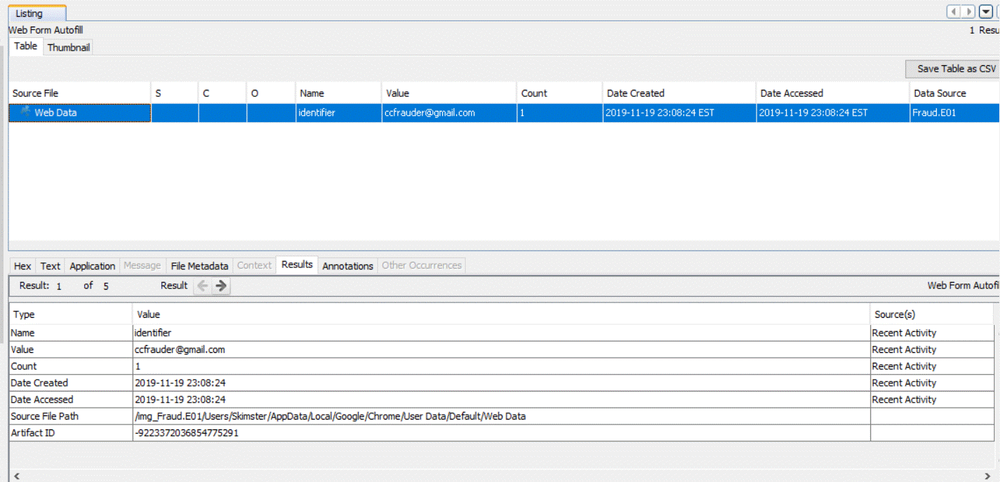 Listing
Web Form Autofill 1 Resu
Table Thumbnail
Save Table as CSV
Source File S C O Name Value Count Date Created Date Accessed Data Source
Web Data identifier ccfrauder@gmail.com 1 2019-11-19 23:08:24 EST 2019-11-19 23:08:24 EST Fraud.E01
Hex Text Application Message File Metadata Context Results Annotations Other Occurrences
Result: 1 of 5 Result Web Form Autofi
Type Value Source(s)
Name identifier Recent Activity
Value ccfrauder@gmail.com Recent Activity
Count 1 Recent Activity
Date Created 2019-11-19 23:08:24 Recent Activity
Date Accessed 2019-11-19 23:08:24 Recent Activity
Source File Path /img_Fraud.E01/Users/Skimster/AppData/Local/Google/Chrome/User Data/Default/Web Data
Artifact ID -9223372036854775291